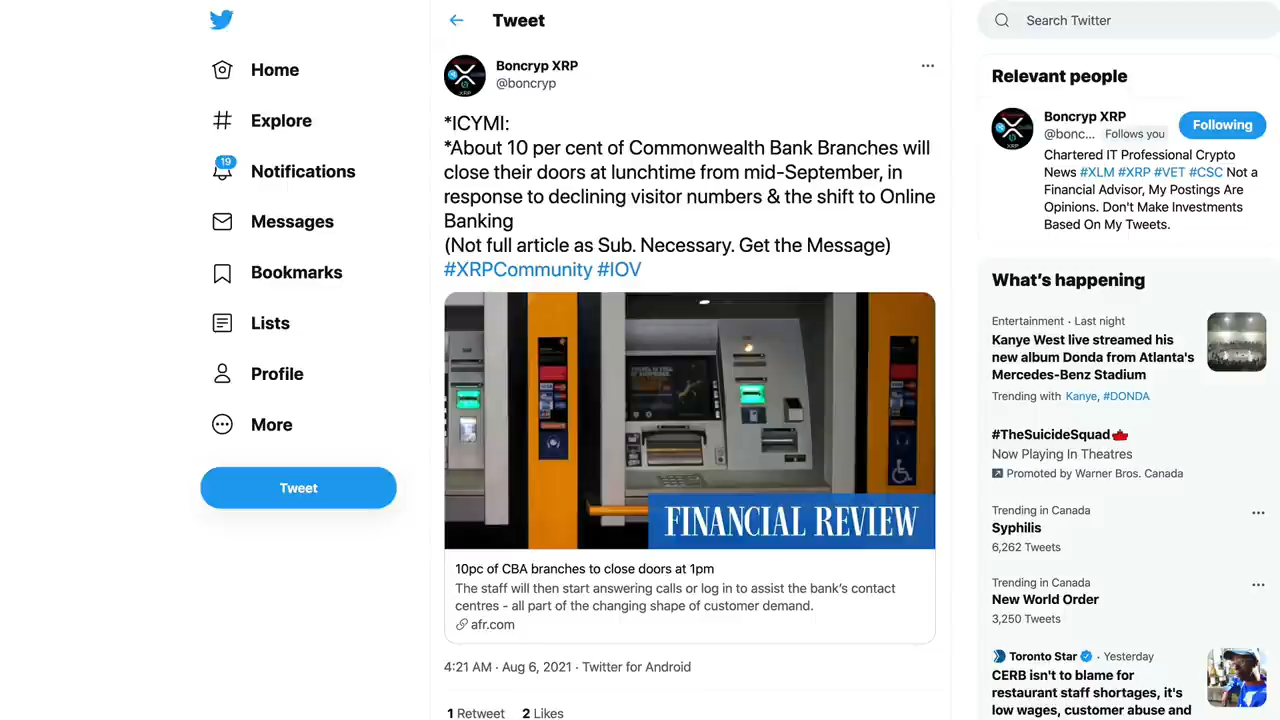 Home
Explore
19
Notifications
Messages
Bookmarks
Lists
Profile
More
Tweet
Tweet
Boncryp XRP
@boncryp
*ICYMI:
*About 10 per cent of Commonwealth Bank Branches will
close their doors at lunchtime from mid-September, in
response to declining visitor numbers & the shift to Online
Banking
(Not full article as Sub. Necessary. Get the Message)
#XRPCommunity #IOV
FINANCIAL REVIEW
10pc of CBA branches to close doors at 1pm
The staff will then start answering calls or log in to assist the bank's contact
centres - all part of the changing shape of customer demand.
afr.com
4:21 AM · Aug 6, 2021 · Twitter for Android
1 Retweet 2 Likes
Search Twitter
Relevant people
Boncryp XRP
@bonc... Follows you
Following
Chartered IT Professional Crypto
News #XLM #XRP #VET #CSC Not a
Financial Advisor, My Postings Are
Opinions. Don't Make Investments
Based On My Tweets.
What's happening
Entertainment · Last night
Kanye West live streamed his
new album Donda from Atlanta's
Mercedes-Benz Stadium
Trending with Kanye, #DONDA
#TheSuicideSquad
Now Playing In Theatres
Promoted by Warner Bros. Canada
Trending in Canada
Syphilis
6,262 Tweets
Trending in Canada
New World Order
3,250 Tweets
Toronto Star · Yesterday
CERB isn't to blame for
restaurant staff shortages, it's
low wages, customer abuse and